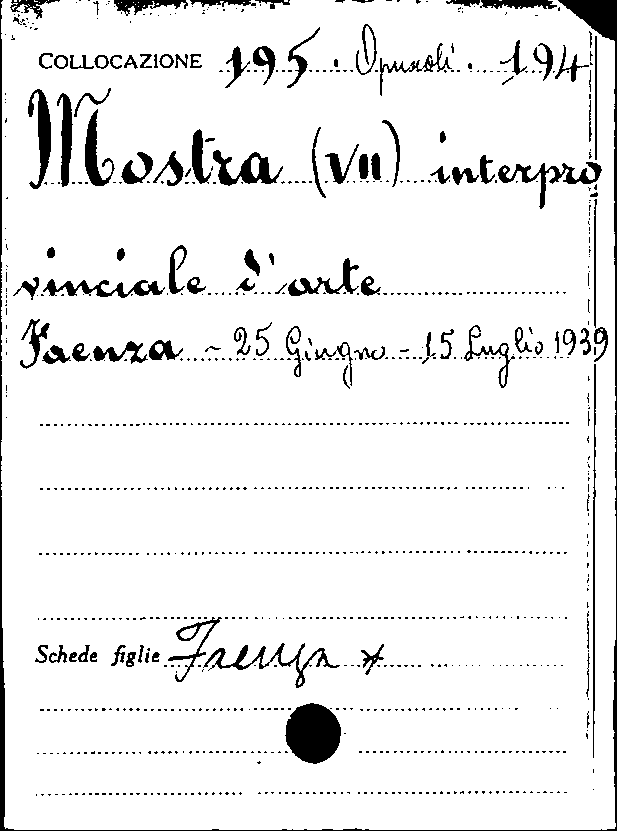 COLLOCAZIONE 195. Opuscoli. 194
Mostra (VII) interpro
vinciale d'arte
Faenza - 25 Giugno - 15 Luglio 1939
Schede figlie Faenza *